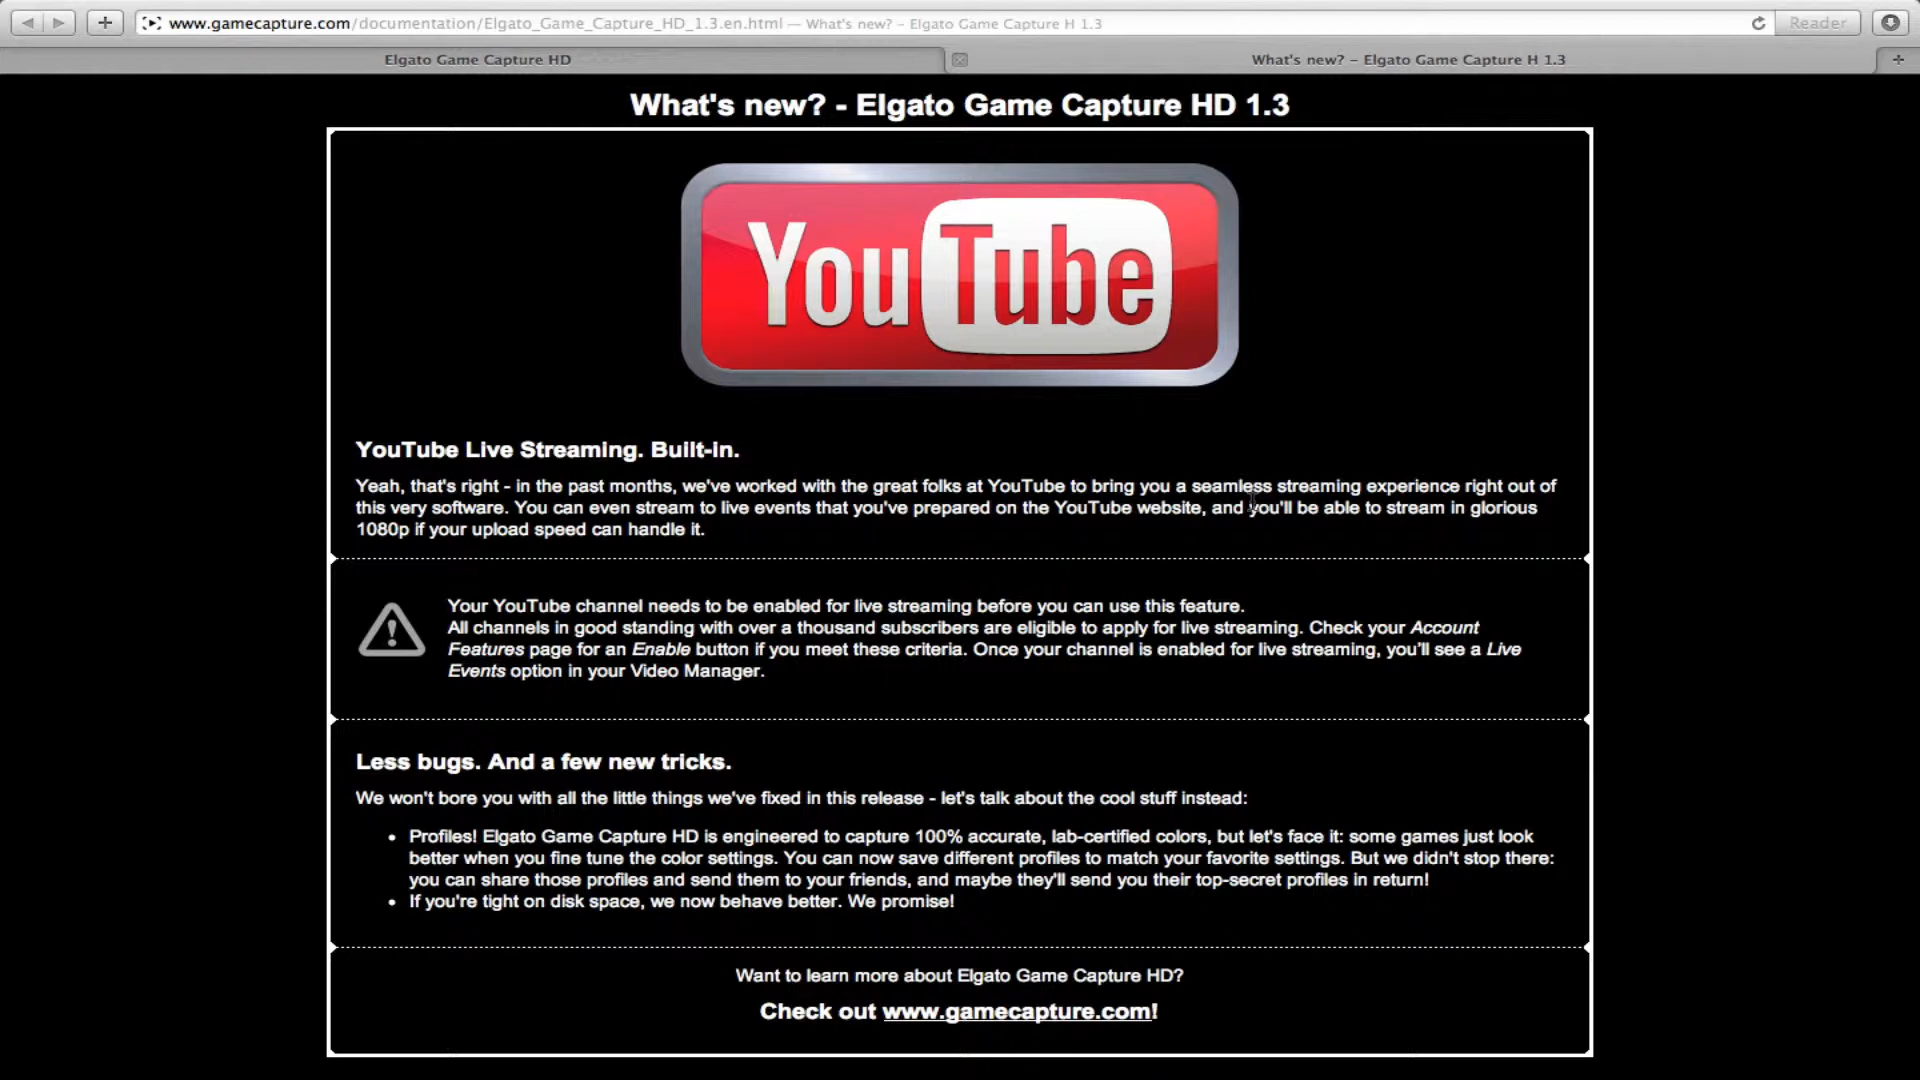 www.gamecapture.com/documentation/Elgato_Game_Capture_HD_1.3.en.html — What's new? – Elgato Game Capture H 1.3
Reader
Elgato Game Capture HD
What's new? – Elgato Game Capture H 1.3
What's new? - Elgato Game Capture HD 1.3
YouTube
YouTube Live Streaming. Built-in.
Yeah, that's right - in the past months, we've worked with the great folks at YouTube to bring you a seamless streaming experience right out of
this very software. You can even stream to live events that you've prepared on the YouTube website, and you'll be able to stream in glorious
1080p if your upload speed can handle it.
Your YouTube channel needs to be enabled for live streaming before you can use this feature.
All channels in good standing with over a thousand subscribers are eligible to apply for live streaming. Check your Account
Features page for an Enable button if you meet these criteria. Once your channel is enabled for live streaming, you'll see a Live
Events option in your Video Manager.
Less bugs. And a few new tricks.
We won't bore you with all the little things we've fixed in this release - let's talk about the cool stuff instead:
• Profiles! Elgato Game Capture HD is engineered to capture 100% accurate, lab-certified colors, but let's face it: some games just look
better when you fine tune the color settings. You can now save different profiles to match your favorite settings. But we didn't stop there:
you can share those profiles and send them to your friends, and maybe they'll send you their top-secret profiles in return!
• If you're tight on disk space, we now behave better. We promise!
Want to learn more about Elgato Game Capture HD?
Check out www.gamecapture.com!